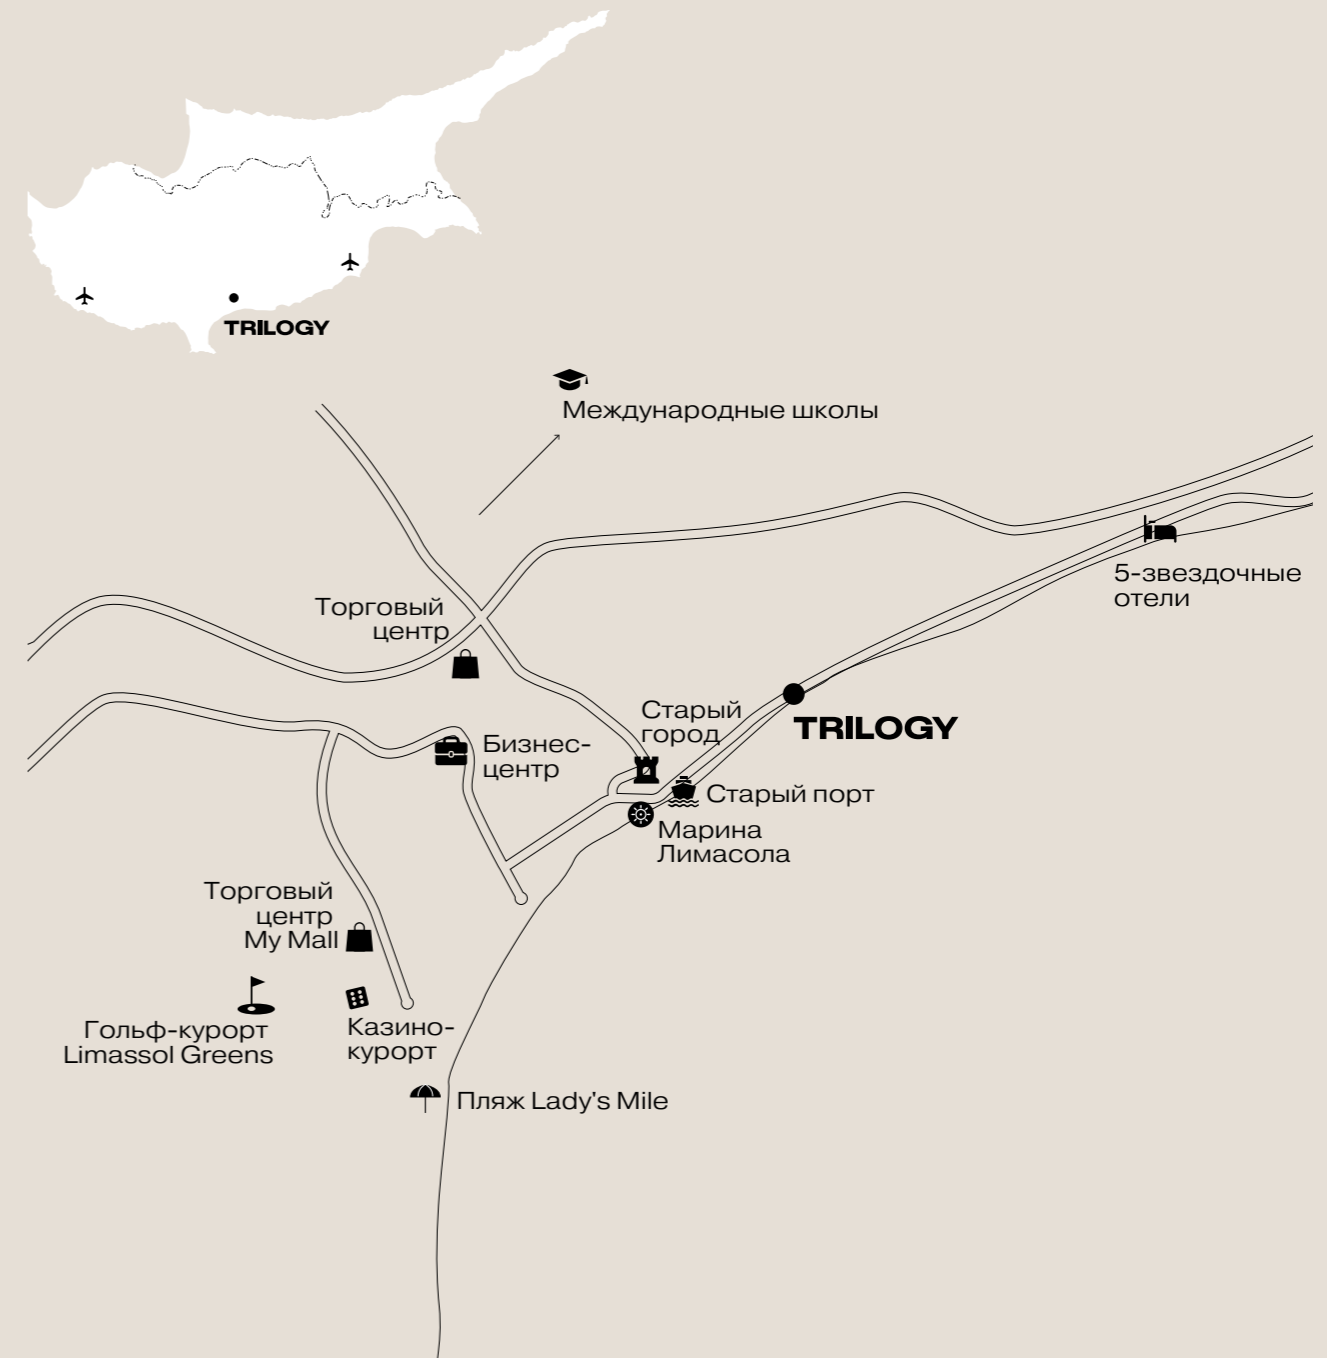 TRILOGY
Международные школы
5-звездочные
отели
Торговый
центр
Старый
город
TRILOGY
Бизнес-
центр
Старый порт
Марина
Лимасола
Торговый
центр
My Mall
Гольф-курорт
Limassol Greens
Казино-
курорт
Пляж Lady's Mile